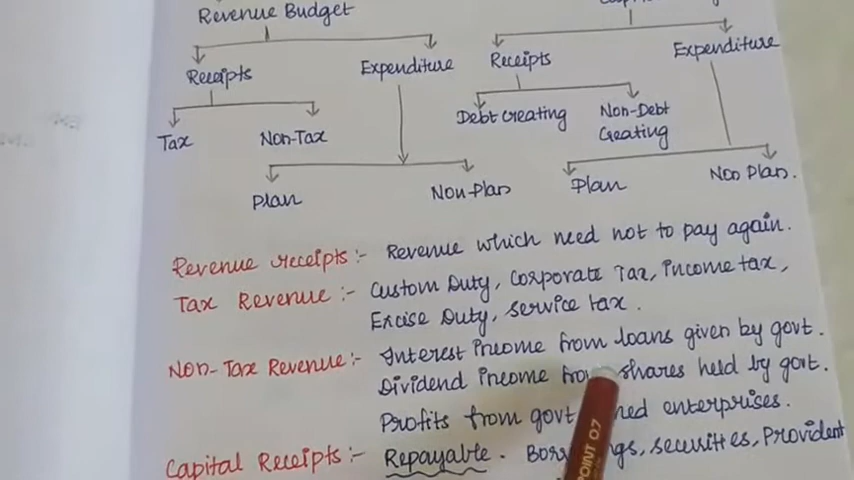 Revenue Budget
Receipts Expenditure Receipts Expenditure
Tax Non-Tax Debt Creating Non-Debt Creating
Plan Non-Plan Plan Non Plan.
Revenue receipts :- Revenue which need not to pay again.
Tax Revenue :- Custom Duty, Corporate Tax, income tax,
Excise Duty, service tax.
Non-Tax Revenue :- Interest income from loans given by govt.
Dividend income from shares held by govt.
Profits from govt enterprises.
Capital Receipts :- Repayable. securities, Provident
POINT 07